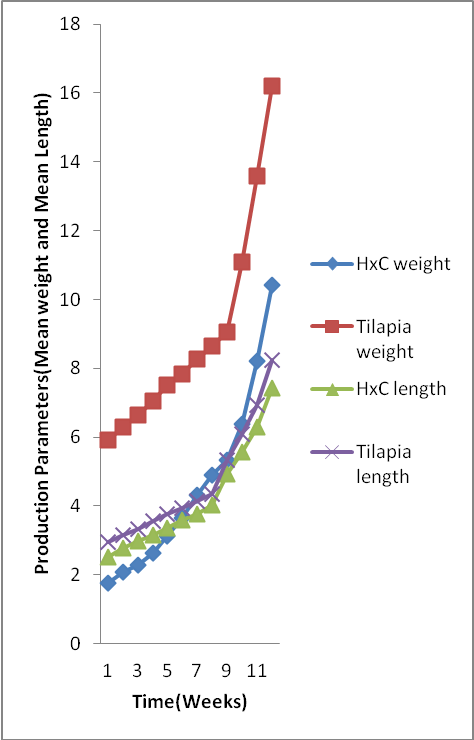 Production Parameters(Mean weight and Mean Length)
18
16
14
12
10
8
6
4
2
0
1 3 5 7 9 11
Time(Weeks)
HxC weight
Tilapia
weight
HxC length
Tilapia
length